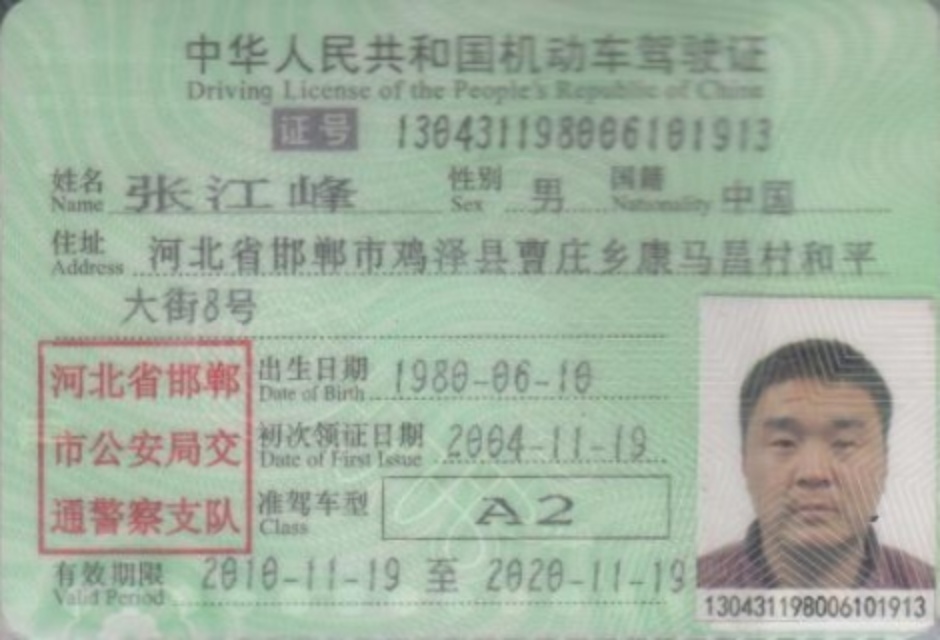 中华人民共和国机动车驾驶证
Driving License of the People's Republic of China
证号 130431198006101913
姓名 张江峰 性别 男 国籍 中国
Name Sex Nationality
住址 河北省邯郸市鸡泽县曹庄乡康马昌村和平
Address
大街8号
河北省邯郸
市公安局交
通警察支队
出生日期 1980-06-10
Date of Birth
初次领证日期 2004-11-19
Date of First Issue
准驾车型 A2
Class
有效期限 2010-11-19 至 2020-11-19
Valid Period
130431198006101913